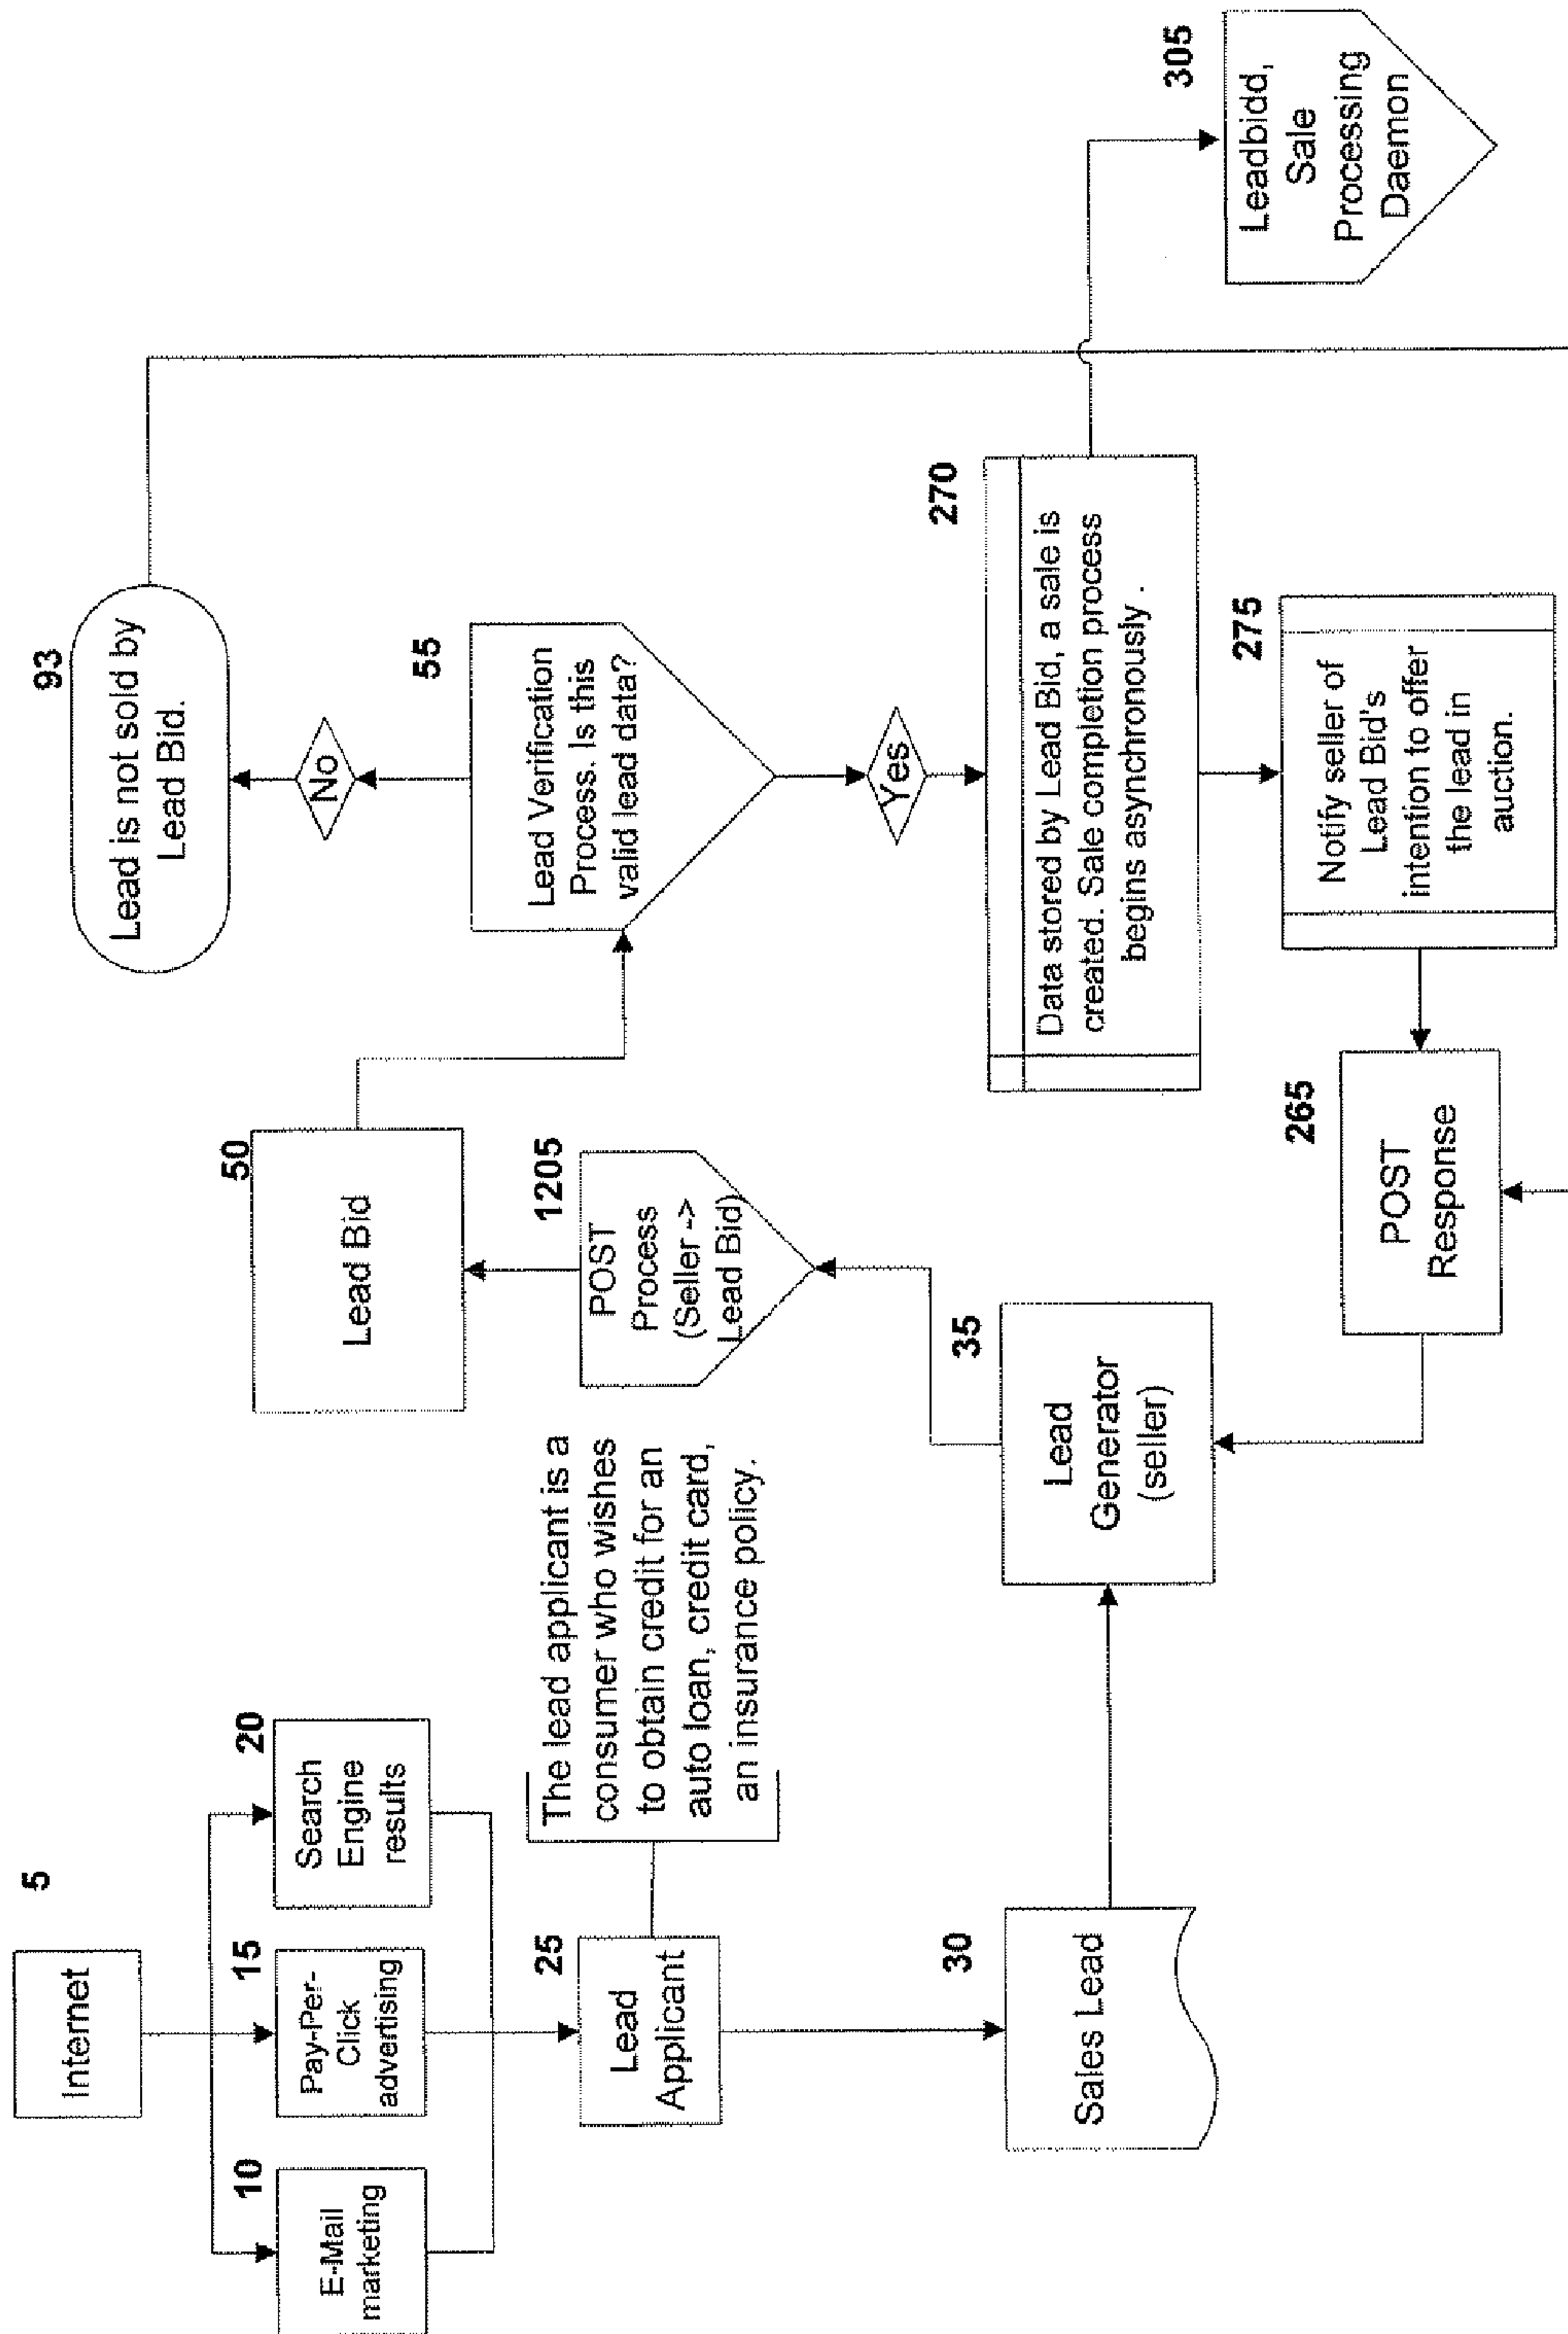 5
Internet
10
E-Mail
marketing
15
Pay-Per-
Click
advertising
20
Search
Engine
results
25
Lead
Applicant
The lead applicant is a
consumer who wishes
to obtain credit for an
auto loan, credit card,
an insurance policy.
30
Sales Lead
35
Lead
Generator
(seller)
1205
POST
Process
(Seller ->
Lead Bid)
50
Lead Bid
93
Lead is not sold by
Lead Bid.
No
55
Lead Verification
Process. Is this
valid lead data?
Yes
270
Data stored by Lead Bid, a sale is
created. Sale completion process
begins asynchronously .
275
Notify seller of
Lead Bid's
intention to offer
the lead in
auction.
265
POST
Response
305
Leadbidd,
Sale
Processing
Daemon